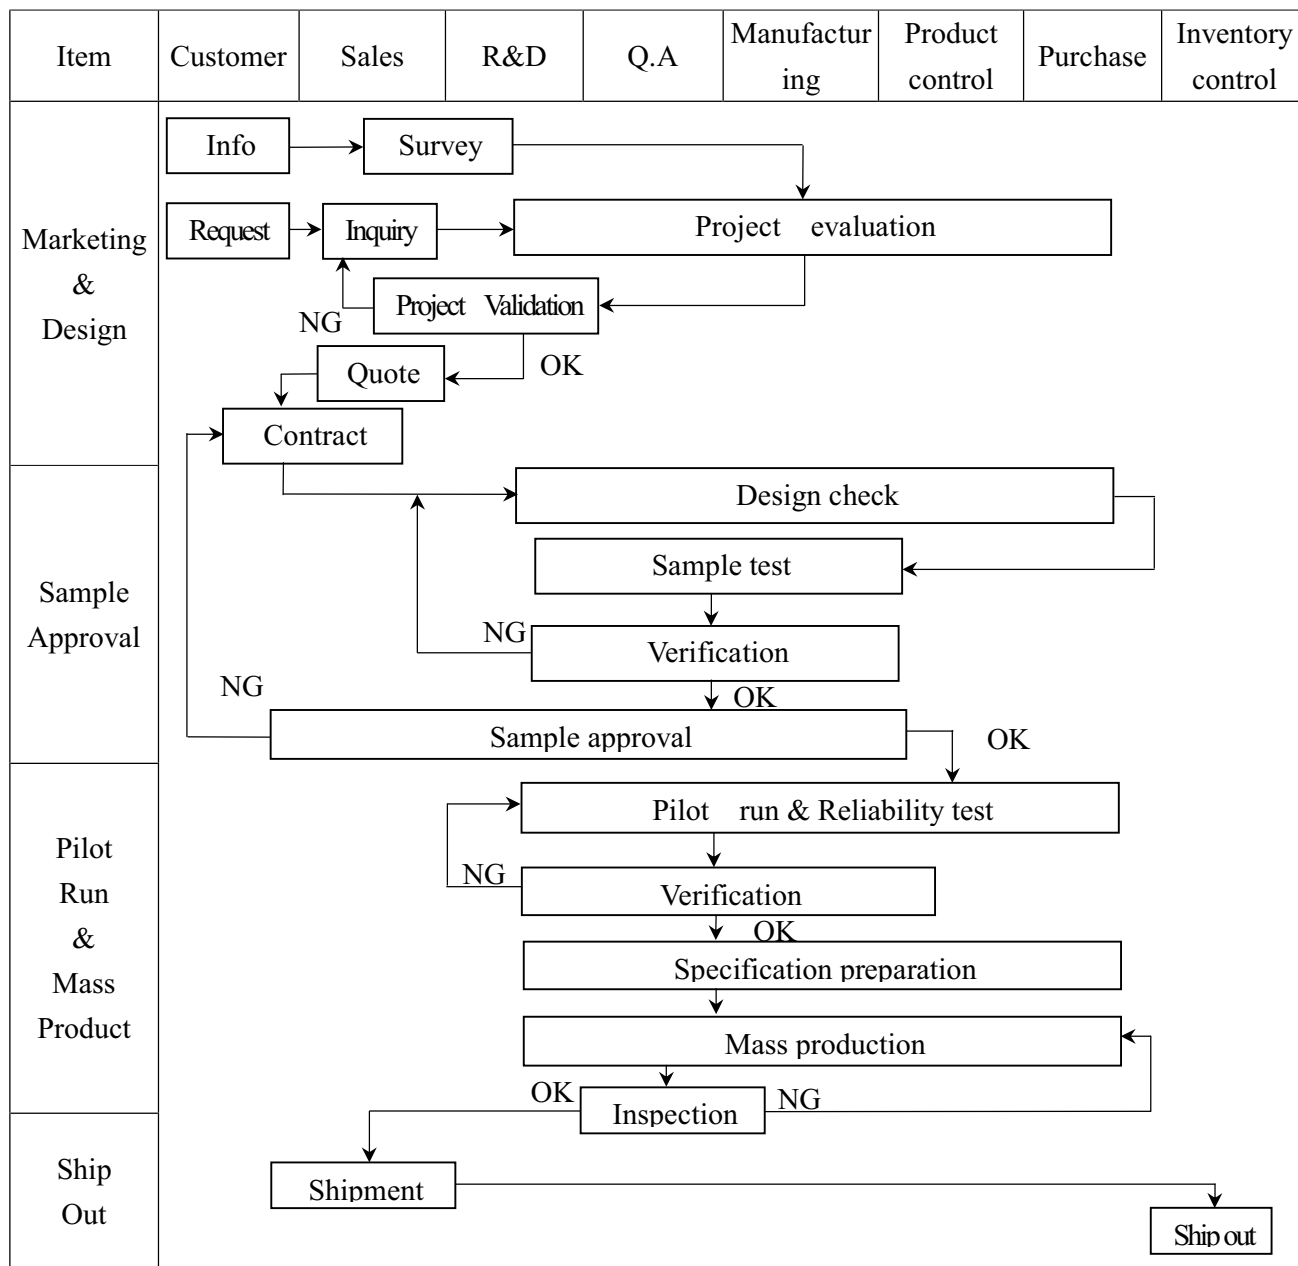 Item
Customer
Sales
R&D
Q.A
Manufactur
ing
Product
control
Purchase
Inventory
control
Marketing
&
Design
Info
Survey
Request
Inquiry
Project evaluation
Project Validation
NG
OK
Quote
Contract
Sample
Approval
Design check
Sample test
NG
Verification
NG
OK
Sample approval
OK
Pilot
Run
&
Mass
Product
Pilot run & Reliability test
NG
Verification
OK
Specification preparation
Mass production
OK
Inspection
NG
Ship
Out
Shipment
Ship out